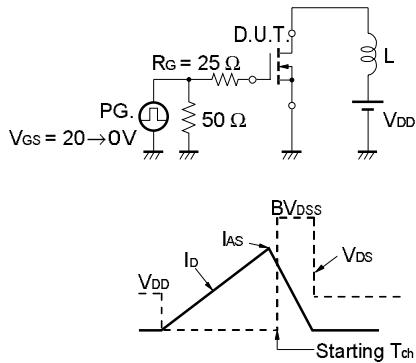 D.U.T.
RG = 25 Ω
L
PG.
50 Ω
VDD
VGS = 20→0V
BVDSS
IAS
ID
VDS
VDD
Starting Tch